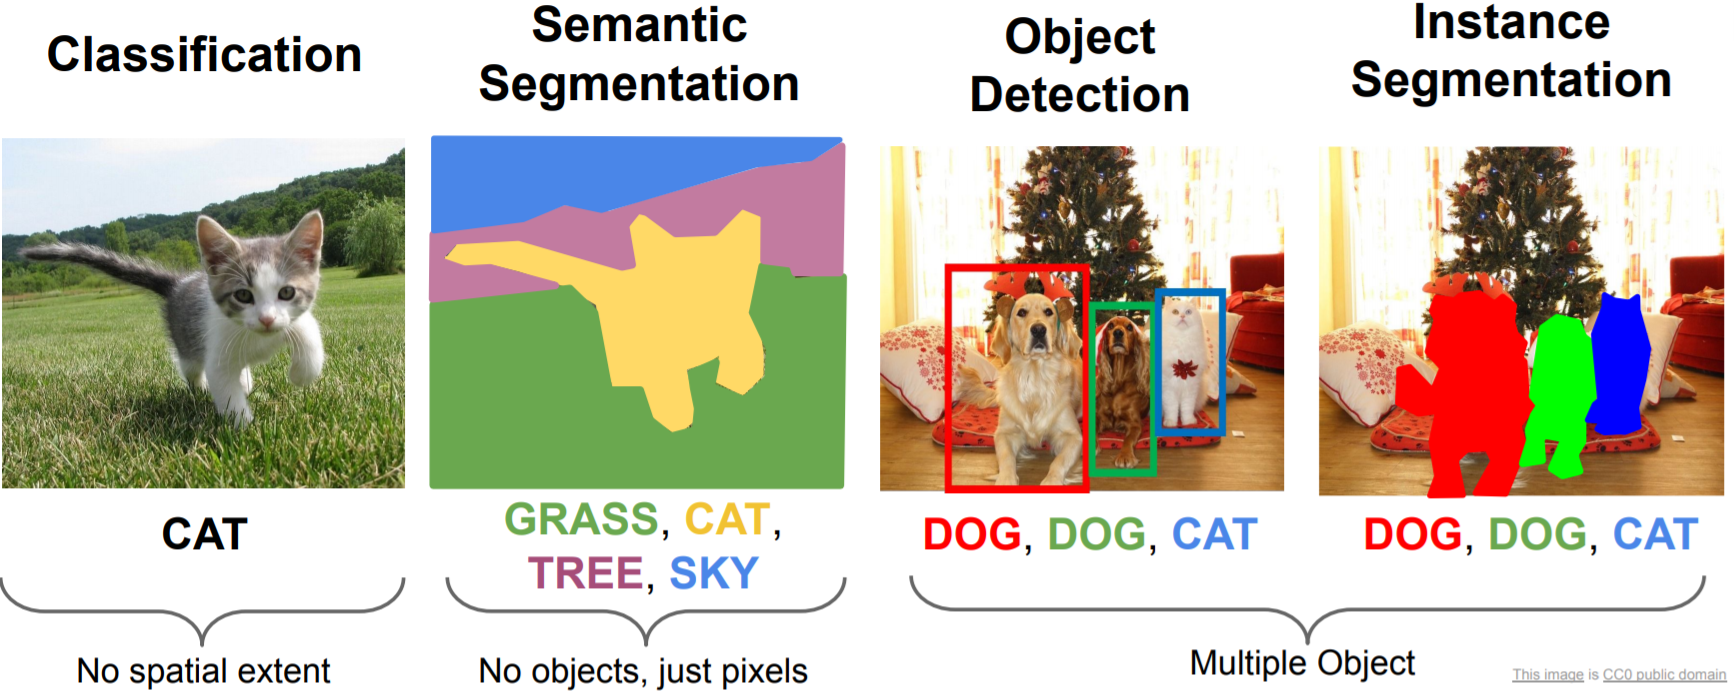 Classification
Semantic
Segmentation
Object
Detection
Instance
Segmentation
CAT
GRASS, CAT,
TREE, SKY
DOG, DOG, CAT
DOG, DOG, CAT
No spatial extent
No objects, just pixels
Multiple Object
This image is CC0 public domain